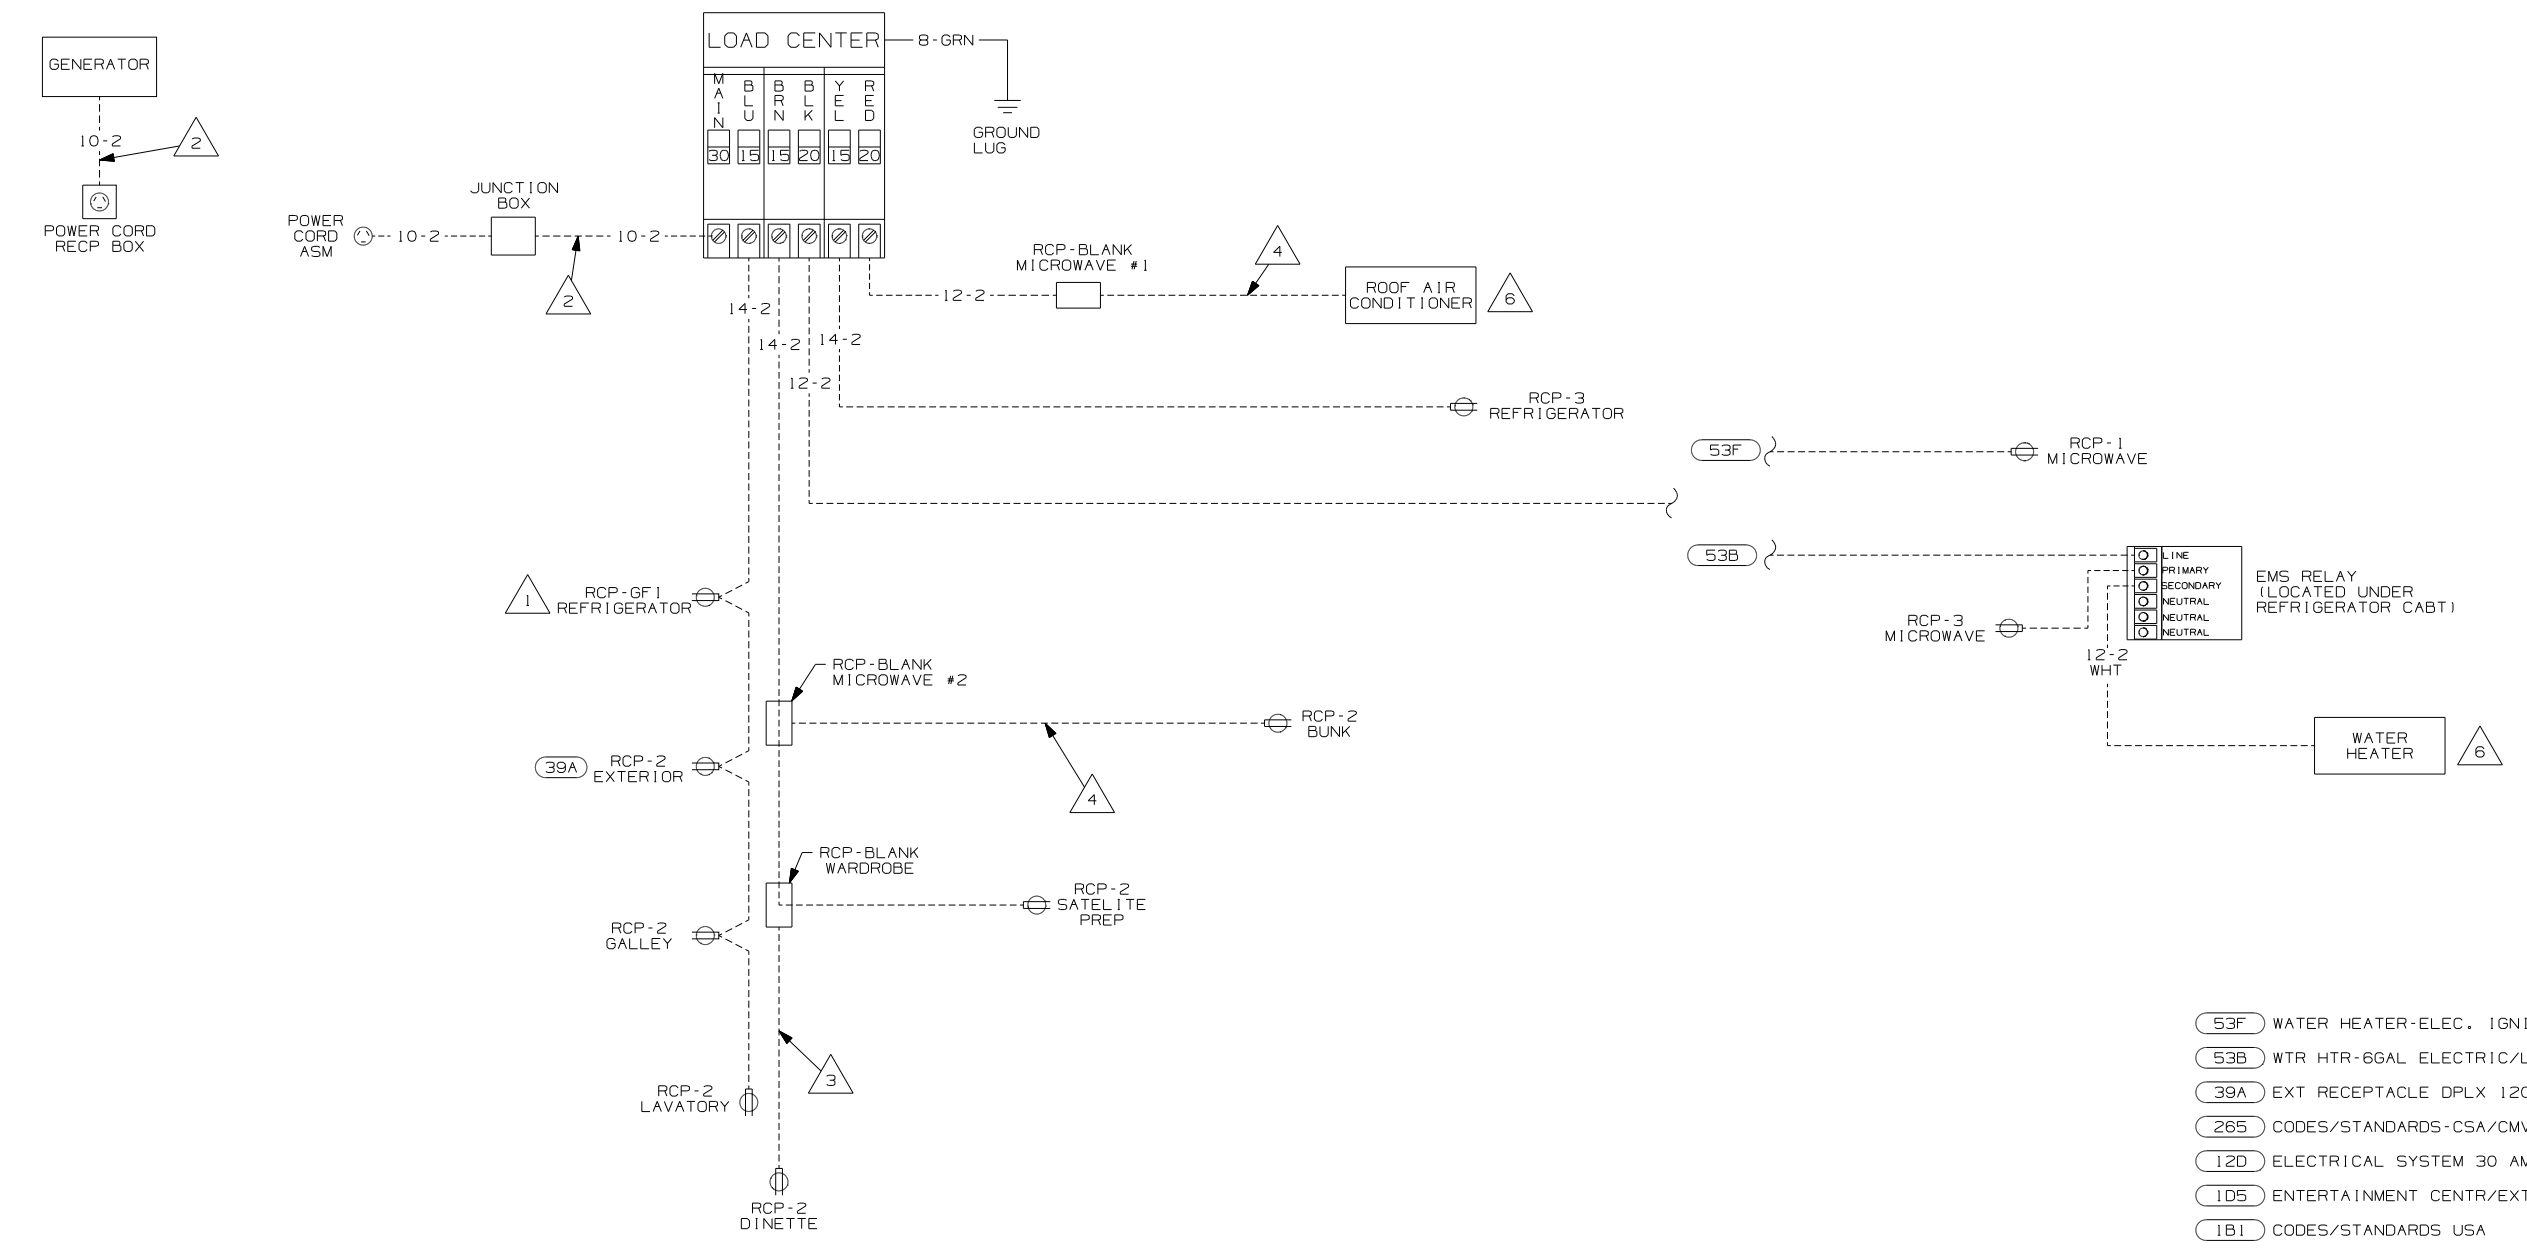 GENERATOR
10-2
2
POWER CORD
RECP BOX
POWER
CORD
ASM
10-2
JUNCTION
BOX
10-2
2
LOAD CENTER
MAIN
BLU
BRN
BLK
YEL
RED
30
15
15
20
15
20
8-GRN
GROUND
LUG
14-2
14-2
12-2
14-2
12-2
RCP-BLANK
MICROWAVE #1
4
ROOF AIR
CONDITIONER
6
RCP-3
REFRIGERATOR
53F
RCP-1
MICROWAVE
53B
LINE
PRIMARY
SECONDARY
NEUTRAL
NEUTRAL
NEUTRAL
EMS RELAY
(LOCATED UNDER
REFRIGERATOR CABT)
RCP-3
MICROWAVE
12-2
WHT
WATER
HEATER
6
1
RCP-GFI
REFRIGERATOR
RCP-BLANK
MICROWAVE #2
RCP-2
BUNK
4
39A
RCP-2
EXTERIOR
RCP-BLANK
WARDROBE
RCP-2
SATELITE
PREP
RCP-2
GALLEY
3
RCP-2
LAVATORY
RCP-2
DINETTE
53F WATER HEATER-ELEC. IGNI
53B WTR HTR-6GAL ELECTRIC/L
39A EXT RECEPTACLE DPLX 120
265 CODES/STANDARDS-CSA/CMV
12D ELECTRICAL SYSTEM 30 AM
1D5 ENTERTAINMENT CENTR/EXT
1B1 CODES/STANDARDS USA